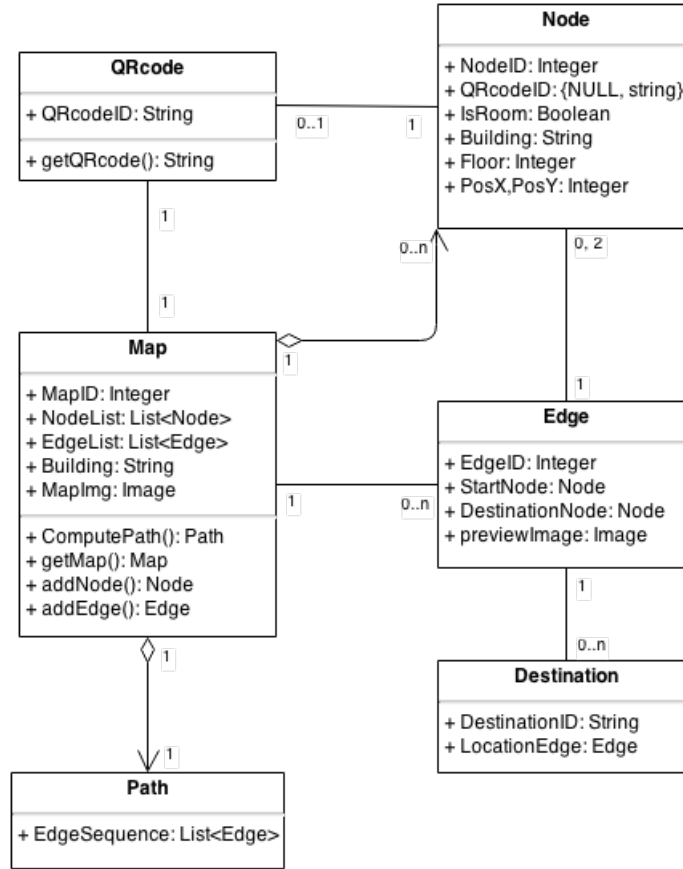 Node
+ NodeID: Integer
+ QRcodeID: {NULL, string}
+ IsRoom: Boolean
+ Building: String
+ Floor: Integer
+ PosX,PosY: Integer
QRcode
+ QRcodeID: String
+ getQRcode(): String
0..1
1
1
1
0..n
1
0, 2
1
Map
+ MapID: Integer
+ NodeList: List<Node>
+ EdgeList: List<Edge>
+ Building: String
+ MapImg: Image
+ ComputePath(): Path
+ getMap(): Map
+ addNode(): Node
+ addEdge(): Edge
1
0..n
Edge
+ EdgeID: Integer
+ StartNode: Node
+ DestinationNode: Node
+ previewImage: Image
1
0..n
Destination
+ DestinationID: String
+ LocationEdge: Edge
1
1
Path
+ EdgeSequence: List<Edge>